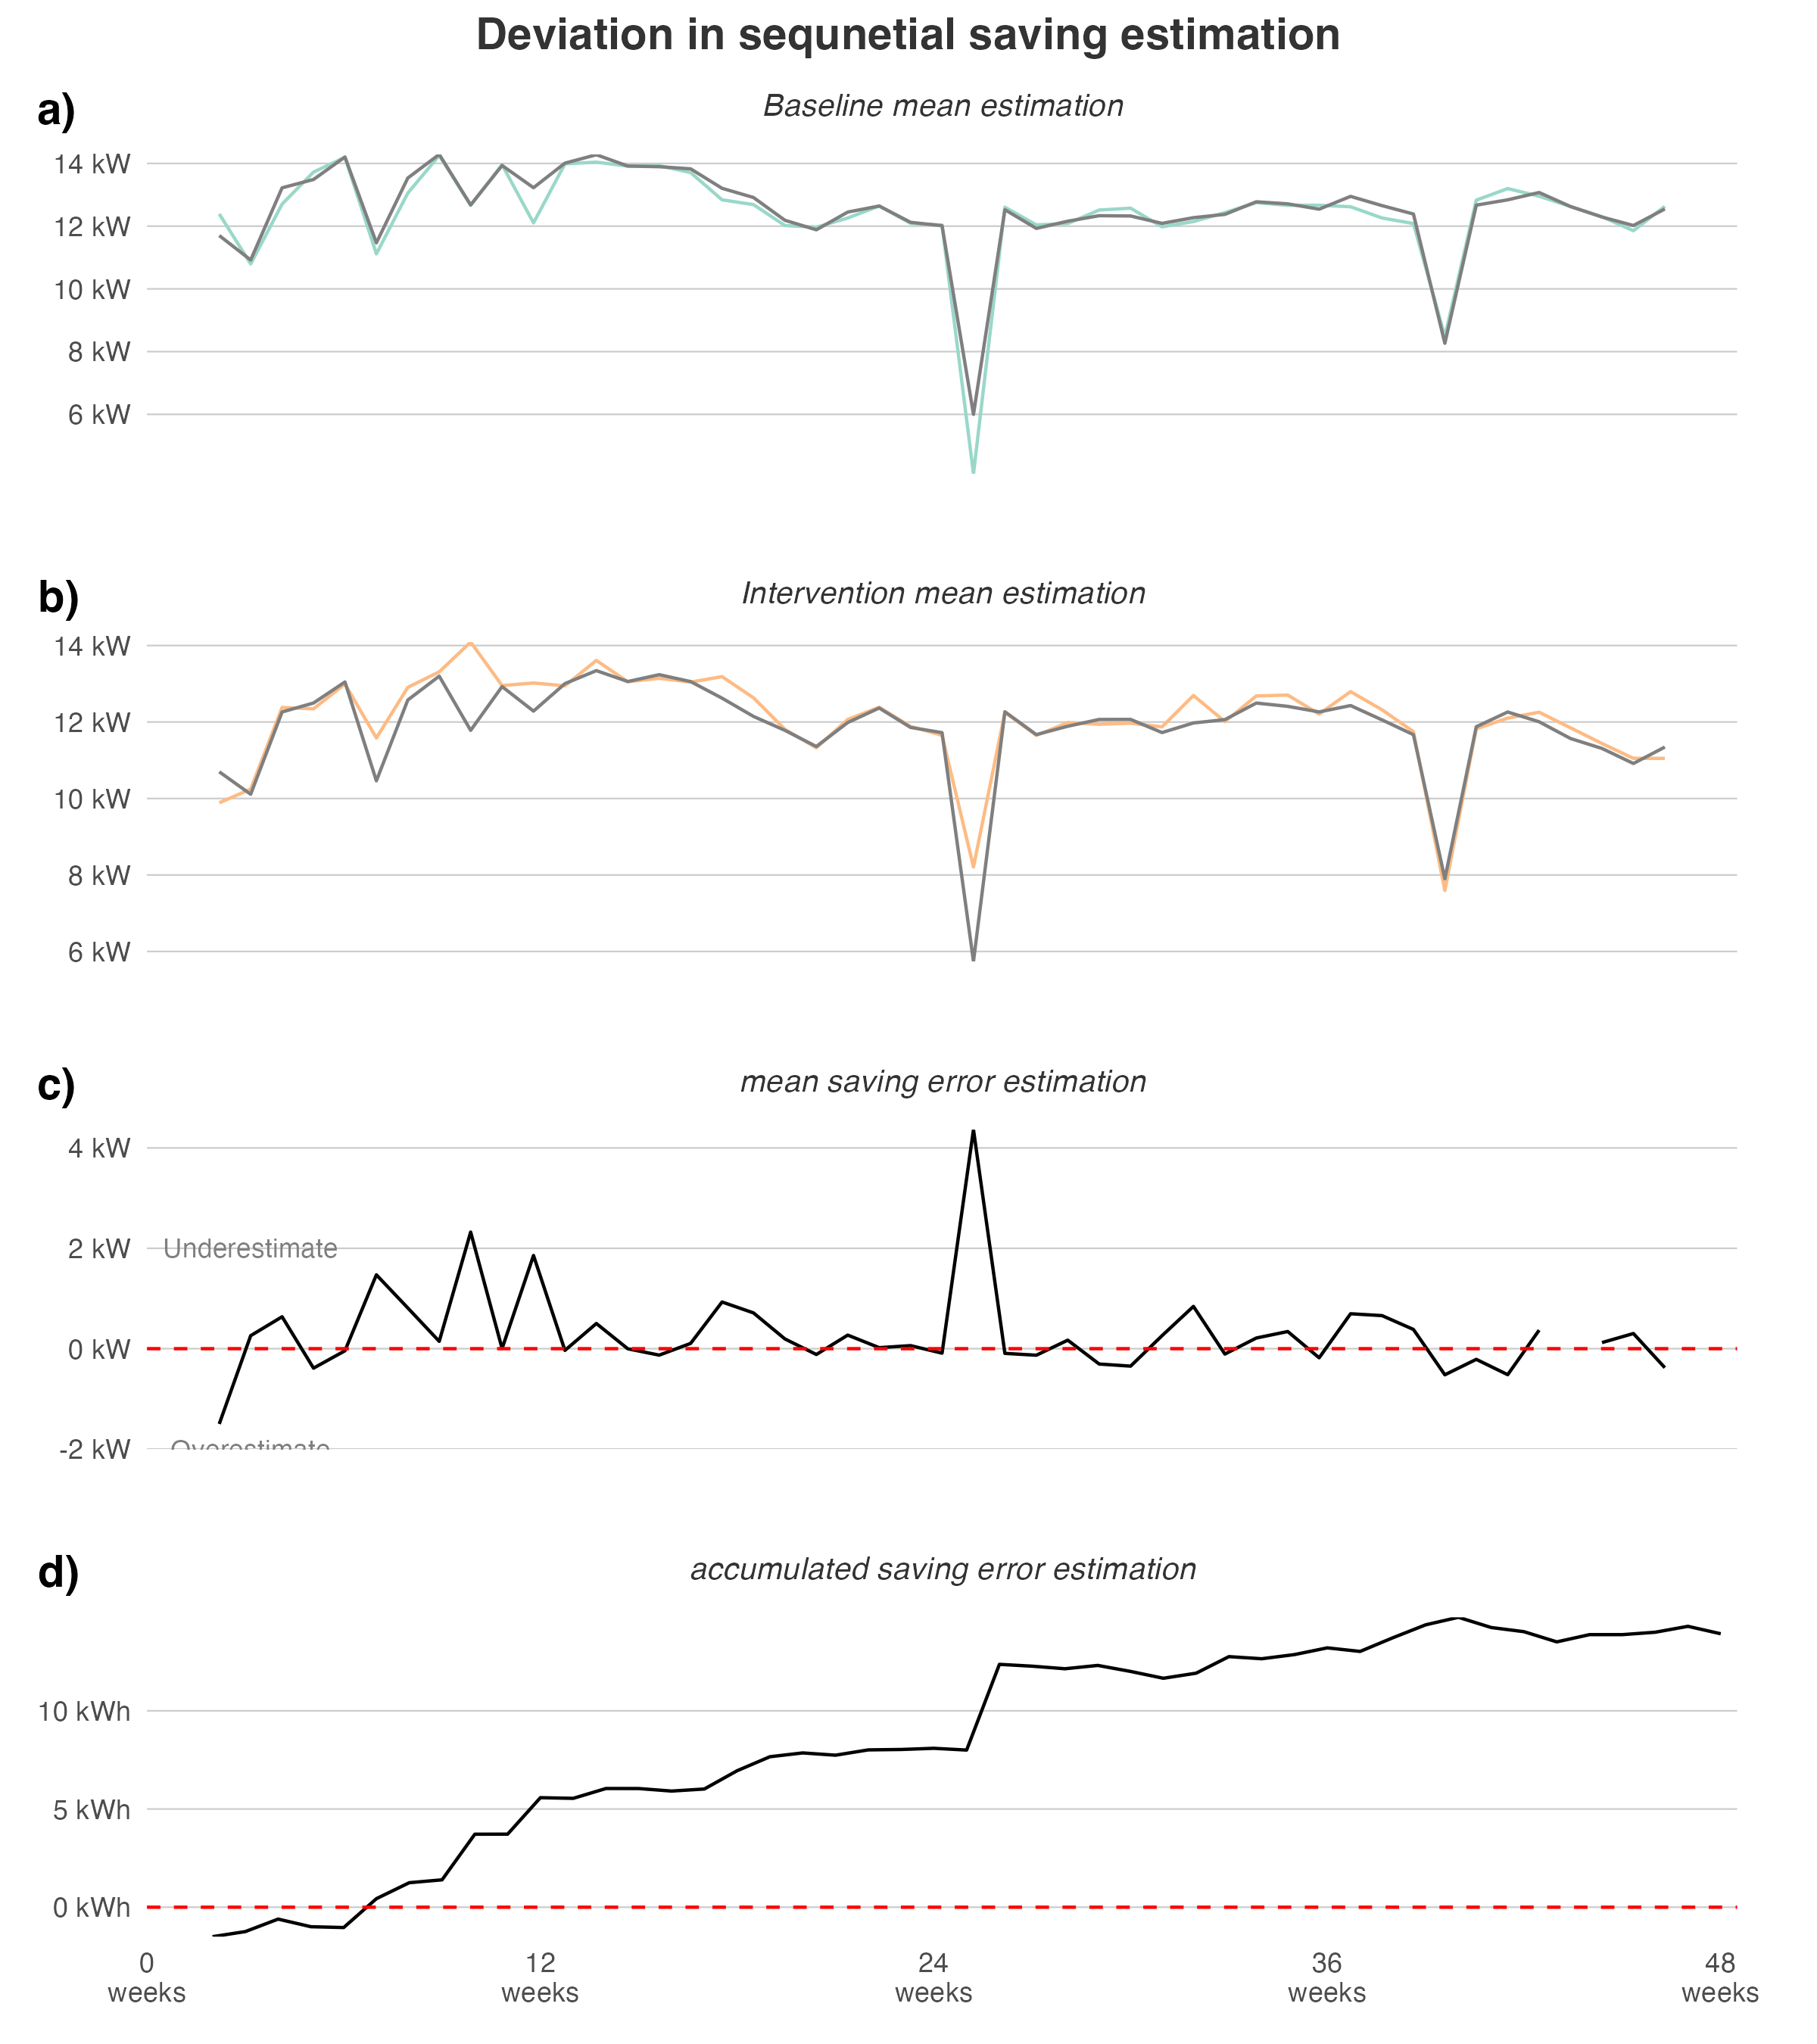 Deviation in sequnetial saving estimation
a)
Baseline mean estimation
14 kW
12 kW
10 kW
8 kW
6 kW
b)
Intervention mean estimation
14 kW
12 kW
10 kW
8 kW
6 kW
c)
mean saving error estimation
4 kW
2 kW
Underestimate
0 kW
-2 kW
Overestimate
d)
accumulated saving error estimation
10 kWh
5 kWh
0 kWh
0 12 24 36 48
weeks weeks weeks weeks weeks